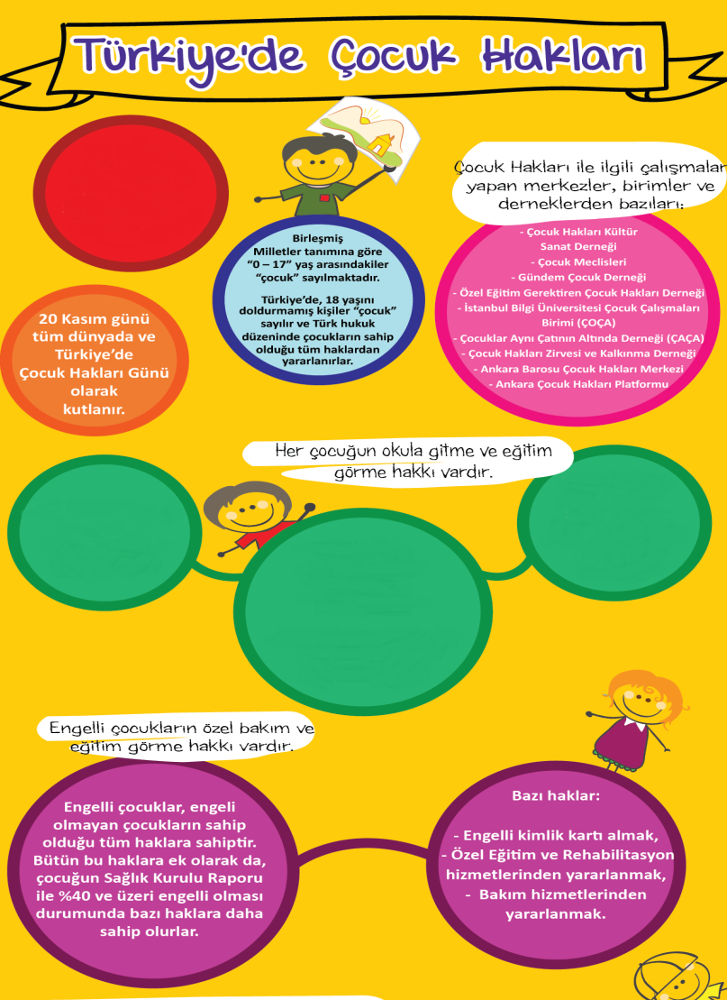 Türkiye'de Çocuk Hakları
Çocuk Hakları ile ilgili çalışmalar
yapan merkezler, birimler ve
derneklerden bazıları:
- Çocuk Hakları Kültür
Sanat Derneği
- Çocuk Meclisleri
- Gündem Çocuk Derneği
- Özel Eğitim Gerektiren Çocuk Hakları Derneği
- İstanbul Bilgi Üniversitesi Çocuk Çalışmaları
Birimi (ÇOÇA)
- Çocuklar Aynı Çatının Altında Derneği (ÇAÇA)
- Çocuk Hakları Zirvesi ve Kalkınma Derneği
- Ankara Barosu Çocuk Hakları Merkezi
- Ankara Çocuk Hakları Platformu
Birleşmiş
Milletler tanımına göre
“0 – 17” yaş arasındakiler
“çocuk” sayılmaktadır.
Türkiye’de, 18 yaşını
doldurmamış kişiler “çocuk”
sayılır ve Türk hukuk
düzeninde çocukların sahip
olduğu tüm haklardan
yararlanırlar.
20 Kasım günü
tüm dünyada ve
Türkiye’de
Çocuk Hakları Günü
olarak
kutlanır.
Her çocuğun okula gitme ve eğitim
görme hakkı vardır.
Engelli çocukların özel bakım ve
eğitim görme hakkı vardır.
Engelli çocuklar, engeli
olmayan çocukların sahip
olduğu tüm haklara sahiptir.
Bütün bu haklara ek olarak da,
çocuğun Sağlık Kurulu Raporu
ile %40 ve üzeri engelli olması
durumunda bazı haklara daha
sahip olurlar.
Bazı haklar:
- Engelli kimlik kartı almak,
- Özel Eğitim ve Rehabilitasyon
hizmetlerinden yararlanmak,
- Bakım hizmetlerinden
yararlanmak.